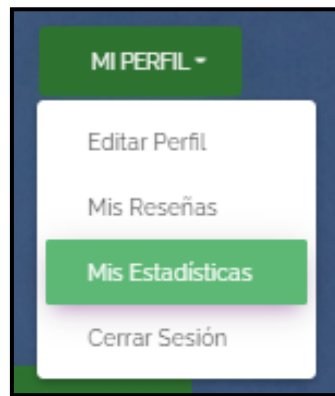 MI PERFIL
Editar Perfil
Mis Reseñas
Mis Estadísticas
Cerrar Sesión